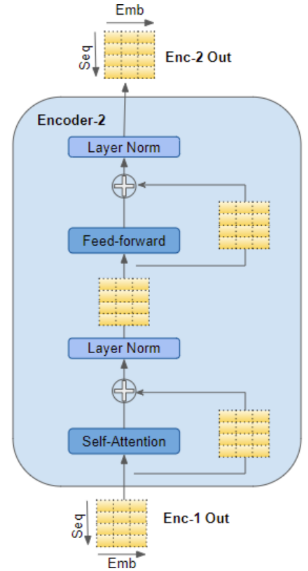 Emb
Seq
Enc-2 Out
Encoder-2
Layer Norm
Feed-forward
Layer Norm
Self-Attention
Seq
Enc-1 Out
Emb